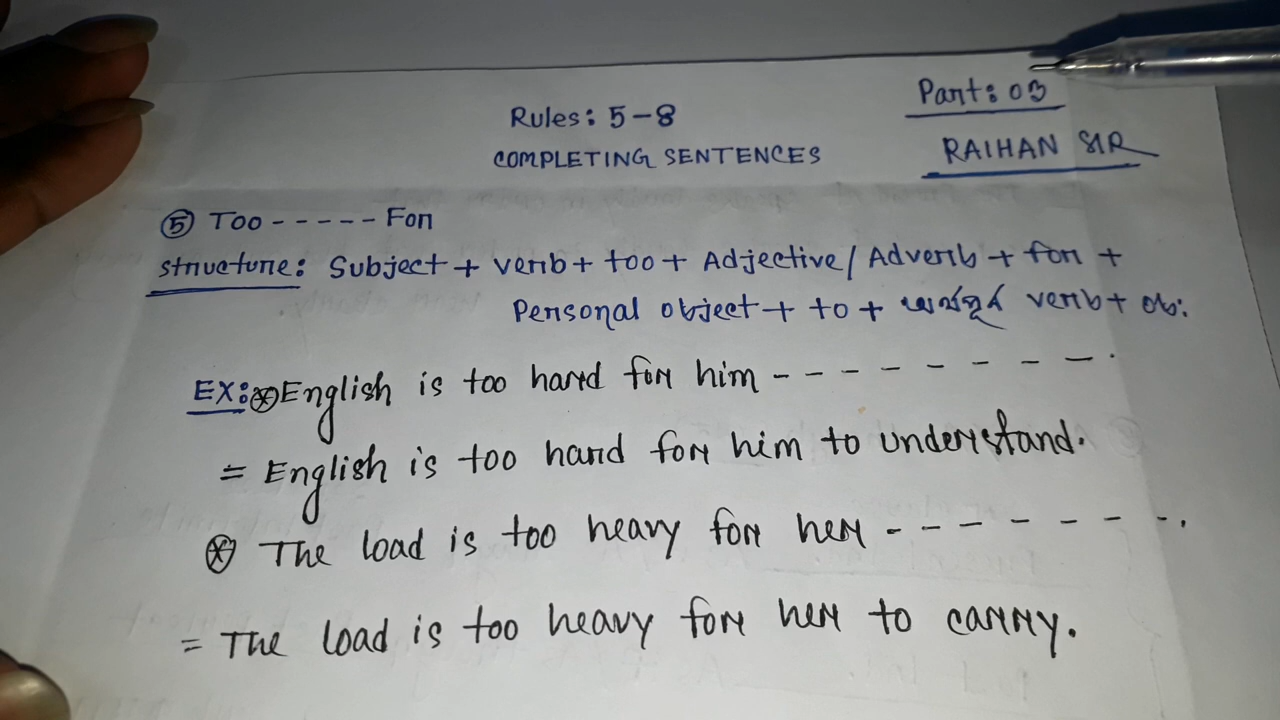 Part: 03
Rules: 5-8
COMPLETING SENTENCES
RAIHAN SIR
⑤ Too ----- For
Structure: Subject + verb + too + Adjective/Adverb + for +
Personal object + to + verb + ob:
EX: ⊛ English is too hard for him - - - - - - - - - .
= English is too hard for him to understand.
⊛ The load is too heavy for her - - - - - - - - .
= The load is too heavy for her to carry.